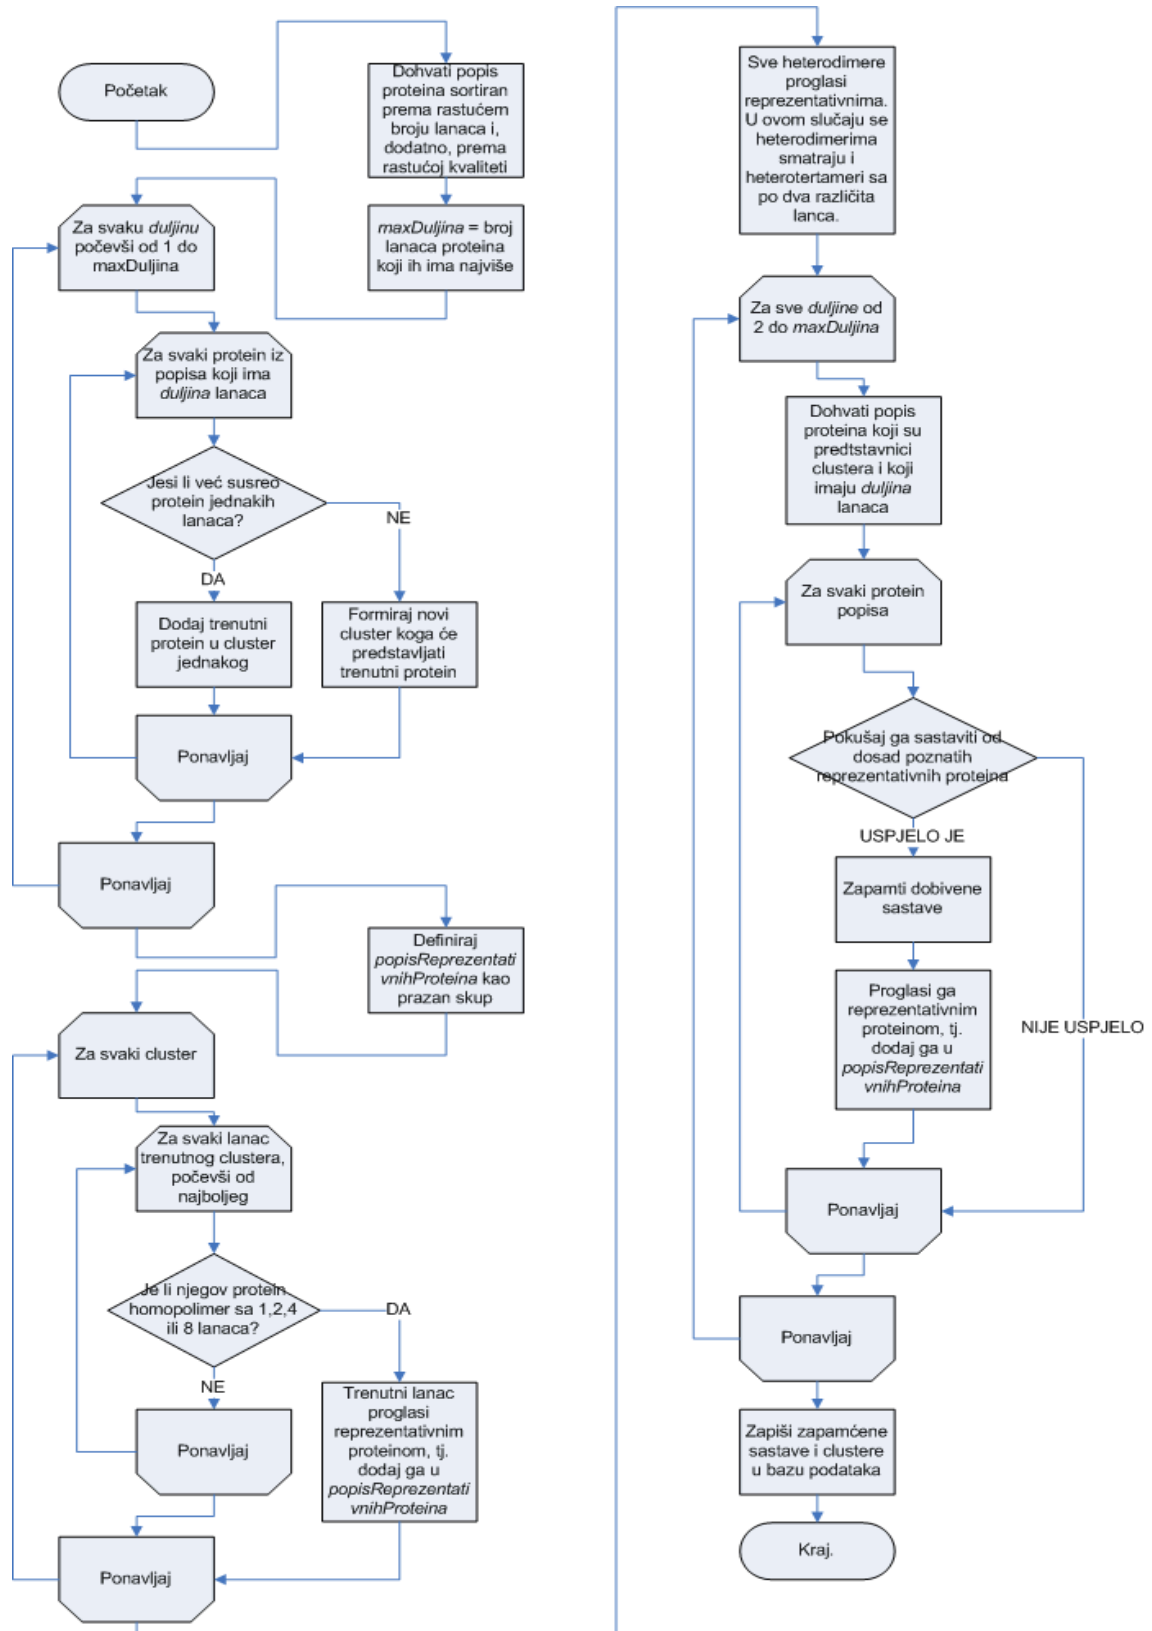 Početak
Dohvati popis
proteina sortiran
prema rastućem
broju lanaca i,
dodatno, prema
rastućoj kvaliteti
maxDuljina = broj
lanaca proteina
koji ih ima najviše
Za svaku duljinu
počevši od 1 do
maxDuljina
Za svaki protein iz
popisa koji ima
duljina lanaca
Jesi li već susreo
protein jednakih
lanaca?
NE
DA
Dodaj trenutni
protein u cluster
jednakog
Formiraj novi
cluster koga će
predstavljati
trenutni protein
Ponavljaj
Ponavljaj
Definiraj
popisReprezentati
vnihProteina kao
prazan skup
Za svaki cluster
Za svaki lanac
trenutnog clustera,
počevši od
najboljeg
Je li njegov protein
homopolimer sa 1,2,4
ili 8 lanaca?
DA
NE
Trenutni lanac
proglasi
reprezentativnim
proteinom, tj.
dodaj ga u
popisReprezentati
vnihProteina
Ponavljaj
Ponavljaj
Sve heterodimere
proglasi
reprezentativnima.
U ovom slučaju se
heterodimerima
smatraju i
heterotertameri sa
po dva različita
lanca.
Za sve duljine od
2 do maxDuljina
Dohvati popis
proteina koji su
predtstavnici
clustera i koji
imaju duljina
lanaca
Za svaki protein
popisa
Pokušaj ga sastaviti od
dosad poznatih
reprezentativnih proteina
USPJELO JE
Zapamti dobivene
sastave
Proglasi ga
reprezentativnim
proteinom, tj.
dodaj ga u
popisReprezentati
vnihProteina
NIJE USPJELO
Ponavljaj
Ponavljaj
Zapiši zapamćene
sastave i clustere
u bazu podataka
Kraj.